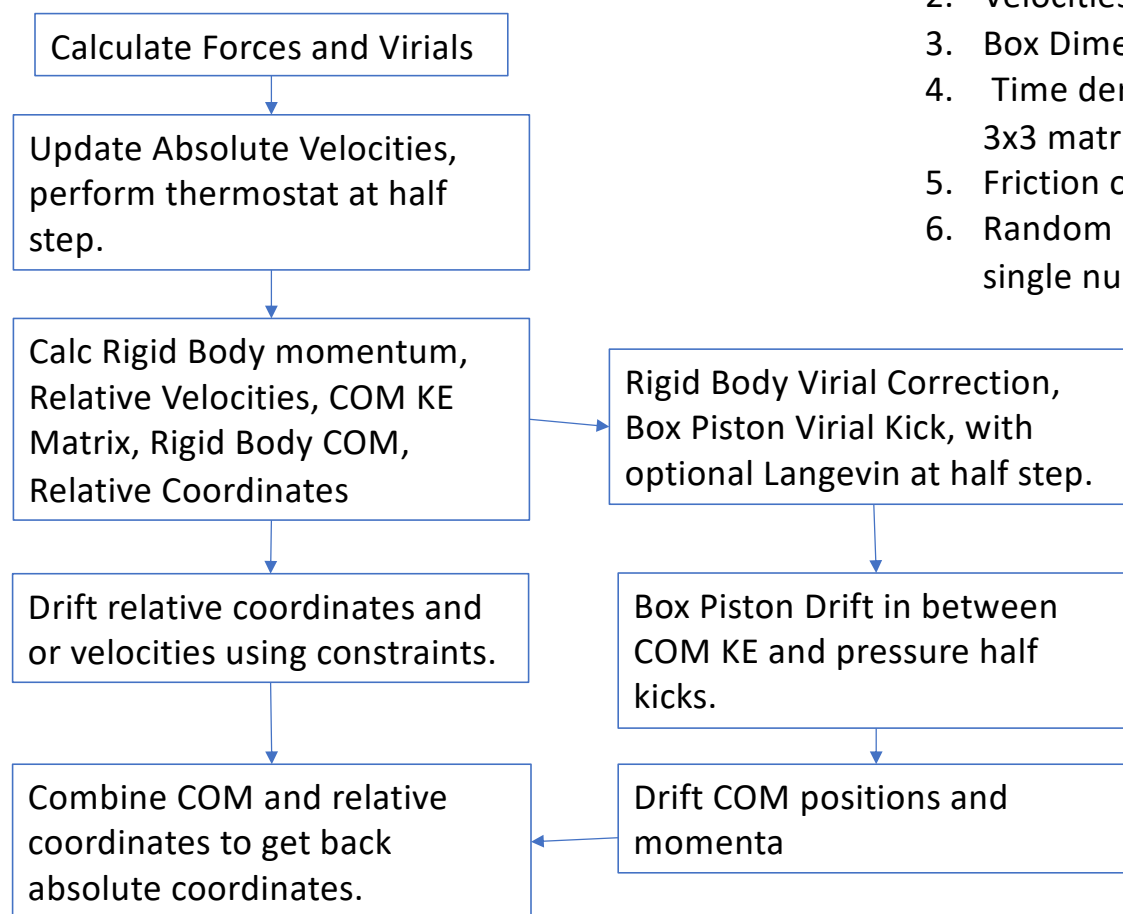 Calculate Forces and Virials
Update Absolute Velocities,
perform thermostat at half
step.
Calc Rigid Body momentum,
Relative Velocities, COM KE
Matrix, Rigid Body COM,
Relative Coordinates
Drift relative coordinates and
or velocities using constraints.
Combine COM and relative
coordinates to get back
absolute coordinates.
2.
3. Box
4. Time
3x3
5. Friction
6. Random
single
Rigid Body Virial Correction,
Box Piston Virial Kick, with
optional Langevin at half step.
Box Piston Drift in between
COM KE and pressure half
kicks.
Drift COM positions and
momenta